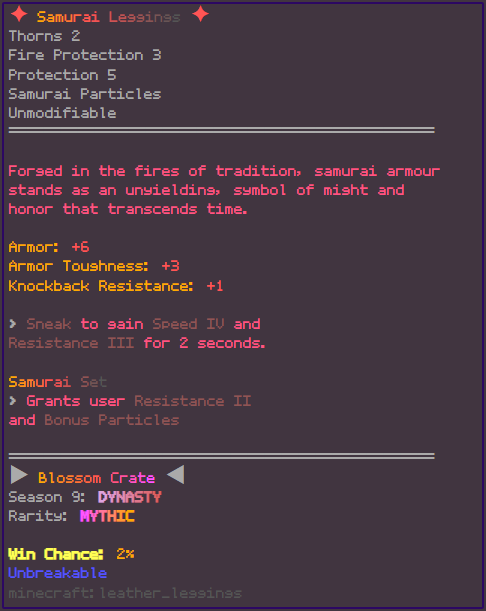 ✦ Samurai Leggings ✦
Thorns 2
Fire Protection 3
Protection 5
Samurai Particles
Unmodifiable
Forged in the fires of tradition, samurai armour
stands as an unyielding, symbol of might and
honor that transcends time.
Armor: +6
Armor Toughness: +3
Knockback Resistance: +1
> Sneak to gain Speed IV and
Resistance III for 2 seconds.
Samurai Set
> Grants user Resistance II
and Bonus Particles
▶ Blossom Crate ◀
Season 9: DYNASTY
Rarity: MYTHIC
Win Chance: 2%
Unbreakable
minecraft:leather_leggings